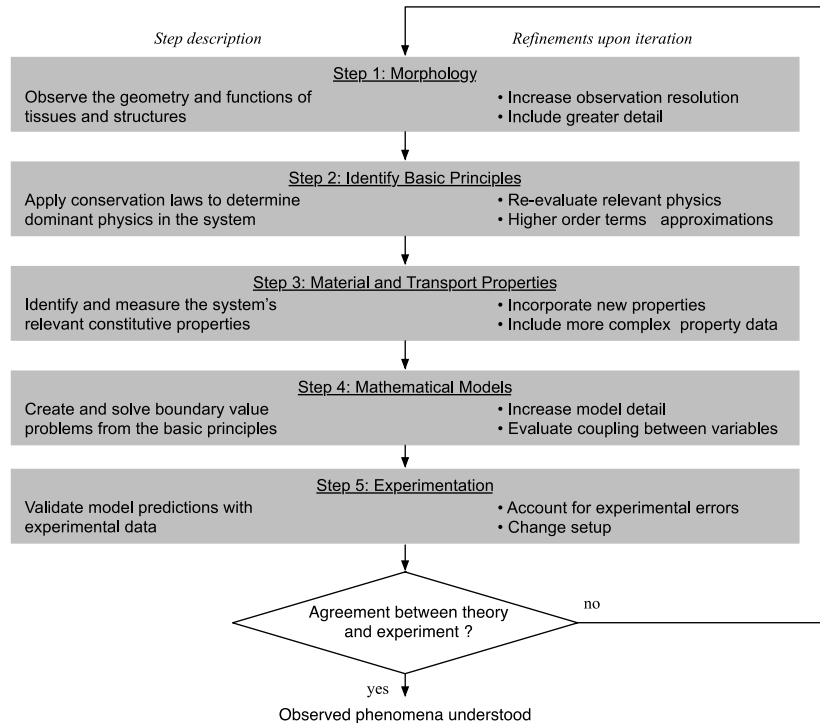 Step description
Refinements upon iteration
Step 1: Morphology
Observe the geometry and functions of
tissues and structures
• Increase observation resolution
• Include greater detail
Step 2: Identify Basic Principles
Apply conservation laws to determine
dominant physics in the system
• Re-evaluate relevant physics
• Higher order terms approximations
Step 3: Material and Transport Properties
Identify and measure the system's
relevant constitutive properties
• Incorporate new properties
• Include more complex property data
Step 4: Mathematical Models
Create and solve boundary value
problems from the basic principles
• Increase model detail
• Evaluate coupling between variables
Step 5: Experimentation
Validate model predictions with
experimental data
• Account for experimental errors
• Change setup
Agreement between theory
and experiment ?
no
yes
Observed phenomena understood